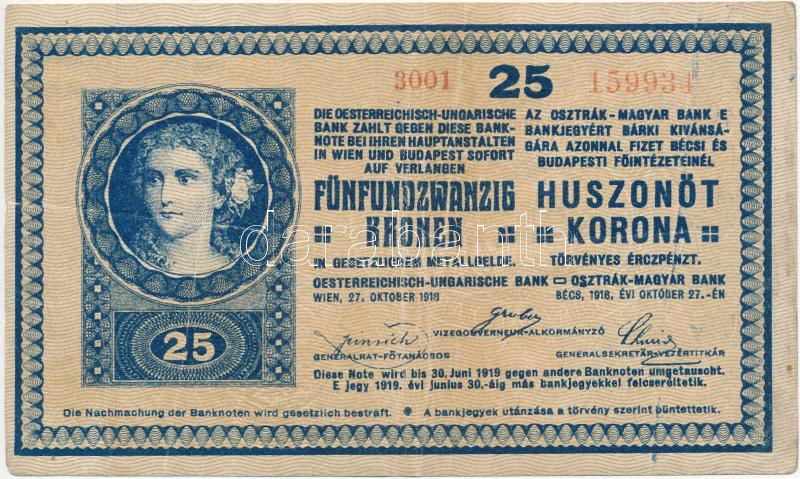 3001 25 159934
DIE OESTERREICHISCH-UNGARISCHE
BANK ZAHLT GEGEN DIESE BANK-
NOTE BEI IHREN HAUPTANSTALTEN
IN WIEN UND BUDAPEST SOFORT
AUF VERLANGEN
FÜNFUNDZWANZIG
KRONEN
IN GESETZLICHEM METALLGELDE.
OESTERREICHISCH-UNGARISCHE BANK
WIEN, 27. OKTOBER 1918
AZ OSZTRÁK-MAGYAR BANK E
BANKJEGYÉRT BÁRKI KIVÁNSÁ-
GÁRA AZONNAL FIZET BÉCSI ÉS
BUDAPESTI FŐINTÉZETEINÉL
HUSZONÖT
KORONA
TÖRVÉNYES ÉRCZPÉNZT.
OSZTRÁK-MAGYAR BANK
BÉCS, 1918. ÉVI OKTÓBER 27.-ÉN
darabanth
25
Gruber
VIZEGOUVERNEUR-ALKORMÁNYZÓ
GENERALRAT-FŐTANÁCSOS
GENERALSEKRETÄR-VEZÉRTITKÁR
Diese Note wird bis 30. Juni 1919 gegen andere Banknoten umgetauscht.
E jegy 1919. évi junius 30.-áig más bankjegyekkel felcseréltetik.
Die Nachmachung der Banknoten wird gesetzlich bestraft. A bankjegyek utánzása a törvény szerint büntettetik.